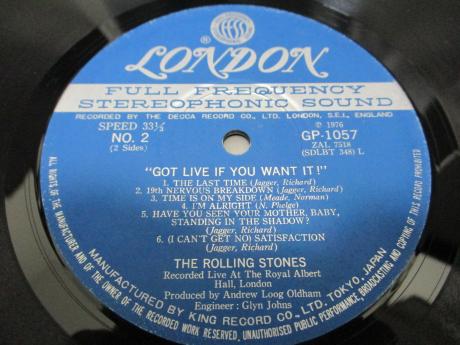 FFSS
®
LONDON
FULL FREQUENCY
STEREOPHONIC SOUND
RECORDED BY THE DECCA RECORD CO., LTD. LONDON, S.E.I., ENGLAND
SPEED 33⅓
NO. 2
(2 Sides)
℗ 1976
GP-1057
ZAL 7518
(SDLBT 348) L
"GOT LIVE IF YOU WANT IT!"
1. THE LAST TIME (Jagger, Richard)
2. 19th NERVOUS BREAKDOWN (Jagger, Richard)
3. TIME IS ON MY SIDE (Meade, Norman)
4. I'M ALRIGHT (N. Phelge)
5. HAVE YOU SEEN YOUR MOTHER, BABY,
STANDING IN THE SHADOW?
(Jagger, Richard)
6. (I CAN'T GET NO) SATISFACTION
(Jagger, Richard)
THE ROLLING STONES
Recorded Live At The Royal Albert
Hall, London
Produced by Andrew Loog Oldham
Engineer : Glyn Johns
MANUFACTURED BY KING RECORD CO., LTD. TOKYO, JAPAN
ALL RIGHTS OF THE MANUFACTURER AND OF THE OWNER OF THE RECORDED WORK RESERVED, UNAUTHORISED PUBLIC PERFORMANCE, BROADCASTING AND COPYING OF THIS RECORD PROHIBITED